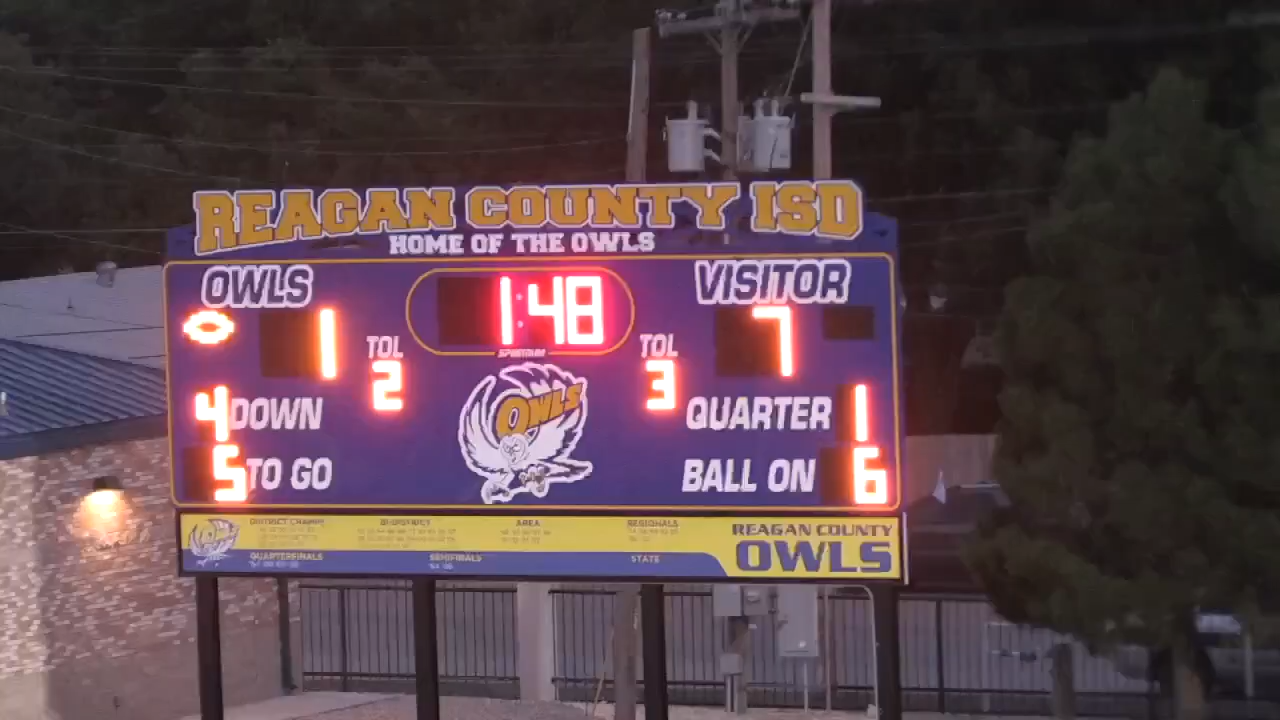 REAGAN COUNTY ISD
HOME OF THE OWLS
OWLS 1:48 VISITOR
1 TOL TOL 7
2 3
SPORTRON
4 DOWN OWLS QUARTER 1
5 TO GO BALL ON 6
DISTRICT CHAMPS BI-DISTRICT AREA REGIONALS
QUARTERFINALS SEMIFINALS STATE
REAGAN COUNTY
OWLS